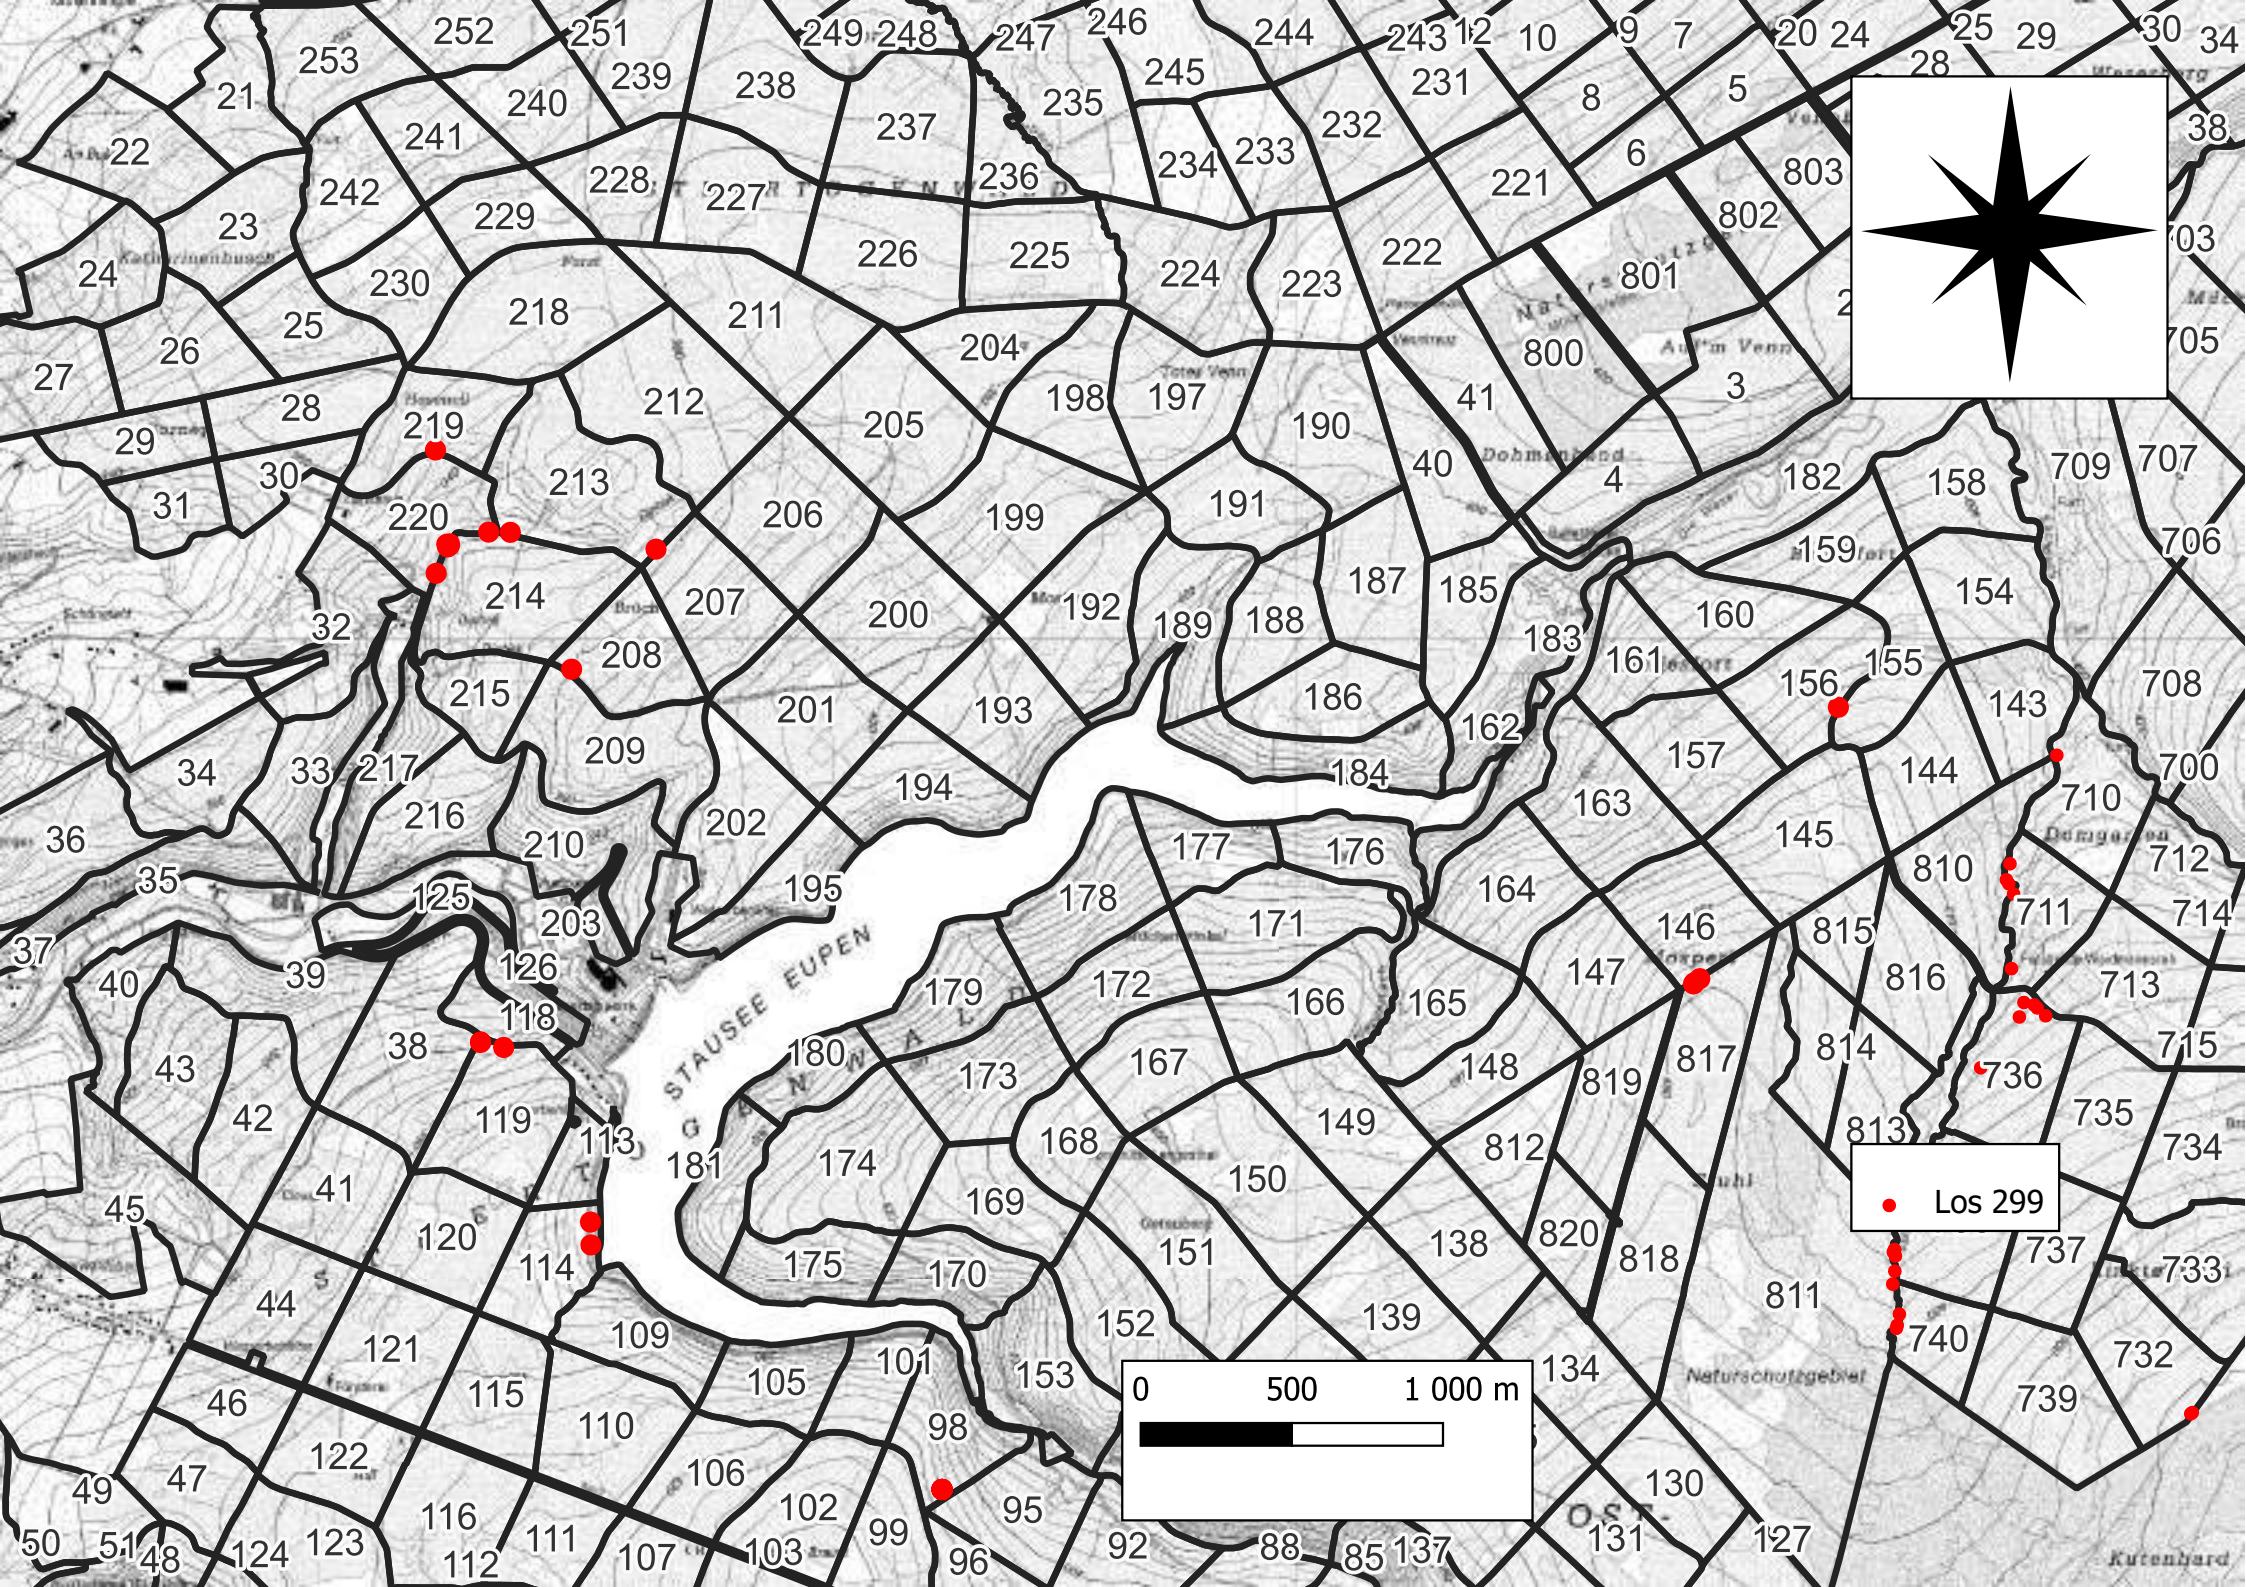 252 251 249 248 247 246 244 243 12 10 9 7 20 24 25 29 30 34
253 239 238 245 231 28
21 240 235 8 5
241 237 232 38
22 234 233 6
242 228 227 236 221 803
23 229 802
24 230 226 225 224 223 222 801 703
25 218 211 2
26 204 800 705
27 Auf'm Venn
28 212 198 197 41 3
29 219 205 190
30 213 40 4 182 158 709 707
31 220 206 199 191
214 207 200 192 187 185 159 154 706
32 208 189 188 183 160
215 201 193 186 161 156 155 143 708
34 33 217 209 162 157
216 194 184 163 144 710 700
36 210 202 177 176 145 712
35 125 203 195 178 164 810
37 171 146 815 711 714
39 126 STAUSEE EUPEN
40 118 179 172 166 165 147 816 713
43 38 180 173 167 148 819 817 814 736 715
42 119 113 168 149 812 813 735 734
G
41 181 174 169 150
45 120 114 175 170 151 138 820 818 737 733
Los 299
44 121 109 101 152 139 811 740 732
46 115 105 153 134 Naturschutzgebiet 739
0 500 1 000 m
122 110 98
47 106 102 95 130
49 116 99 OST-
50 51 48 124 123 112 111 107 103 96 92 88 85 137 131 127
Kutenhard